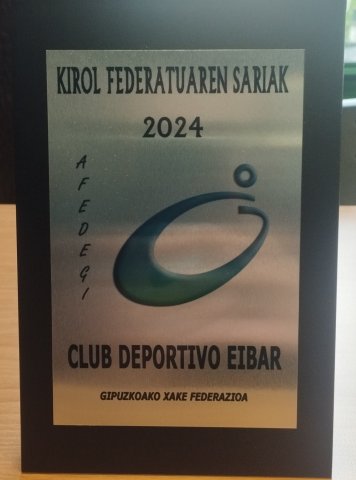 KIROL FEDERATUAREN SARIAK
2024
AFEDEGI
CLUB DEPORTIVO EIBAR
GIPUZKOAKO XAKE FEDERAZIOA